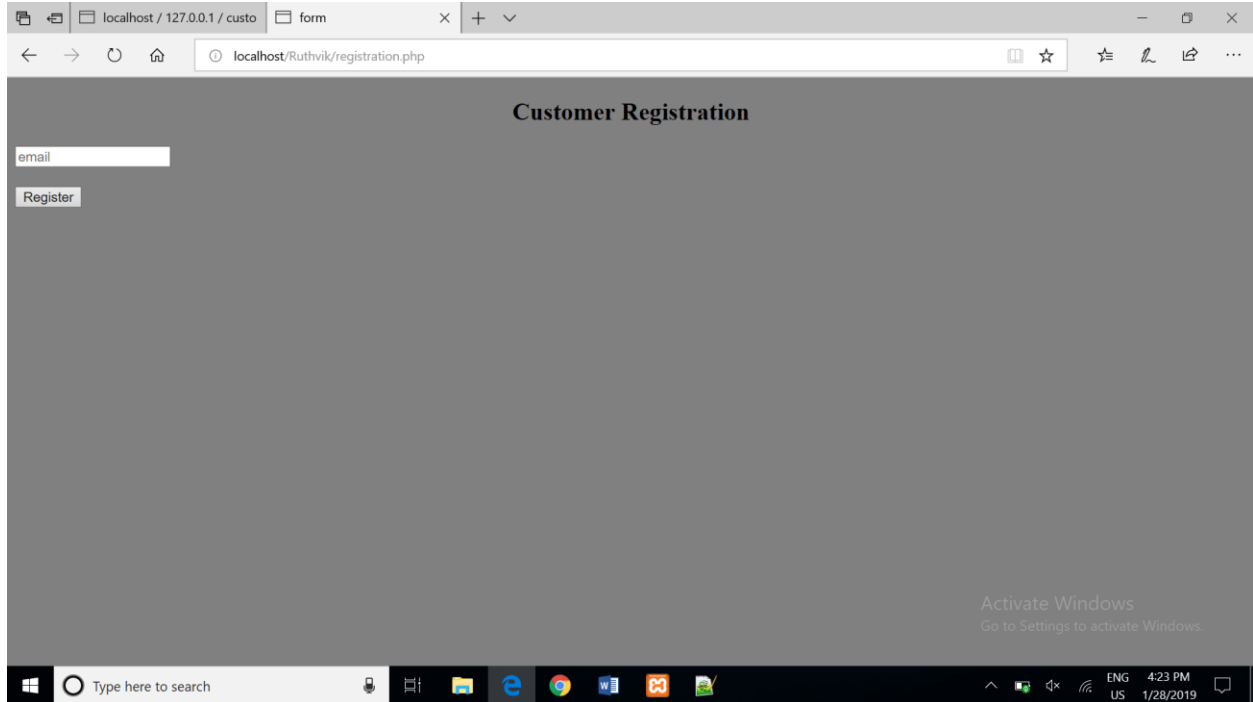 localhost / 127.0.0.1 / custo
form
localhost/Ruthvik/registration.php
Customer Registration
email
Register
Activate Windows
Go to Settings to activate Windows.
Type here to search
ENG
US
4:23 PM
1/28/2019